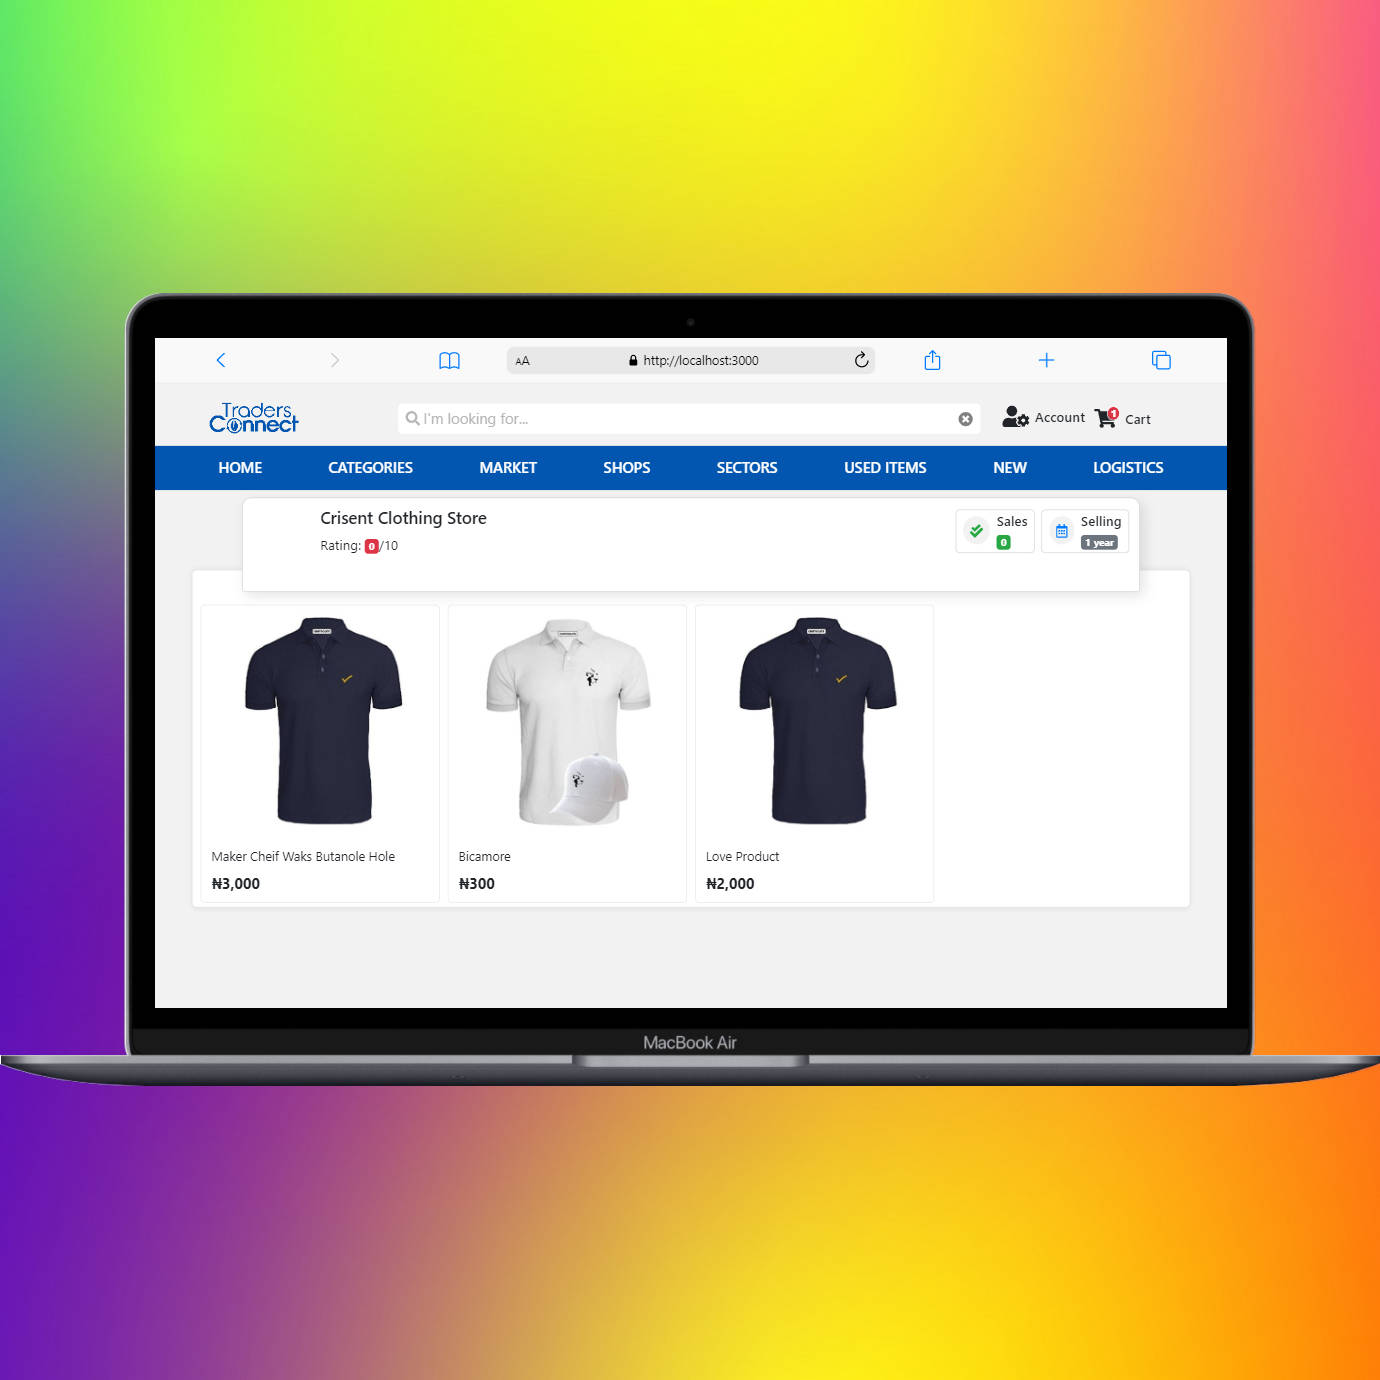 AA http://localhost:3000
Traders
Connect
I'm looking for...
Account
1
Cart
HOME CATEGORIES MARKET SHOPS SECTORS USED ITEMS NEW LOGISTICS
Crisent Clothing Store
Rating: 0/10
Sales
0
Selling
1 year
Maker Cheif Waks Butanole Hole
₦3,000
Bicamore
₦300
Love Product
₦2,000
MacBook Air